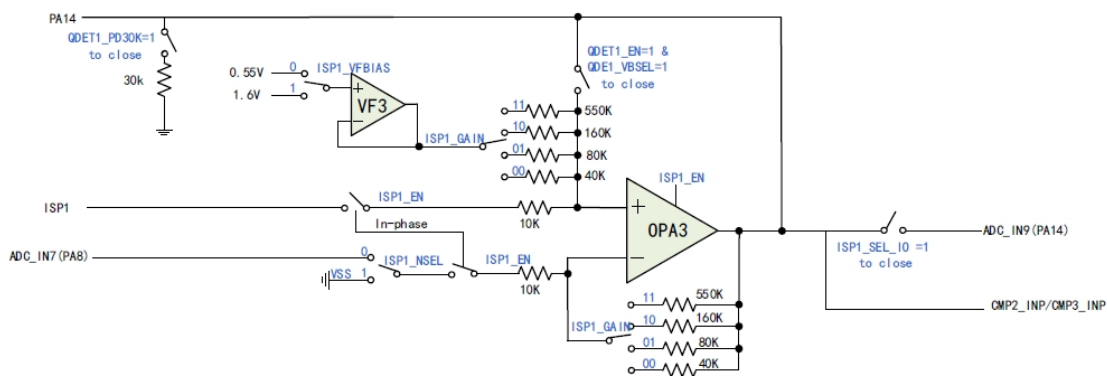 PA14
QDET1_PD30K=1
to close
30k
0.55V
0
ISP1_VFBIAS
1.6V
1
+
VF3
−
QDET1_EN=1 &
QDE1_VBSEL=1
to close
11
550K
ISP1_GAIN
10
160K
01
80K
00
40K
ISP1_EN
ISP1
ISP1_EN
10K
+
OPA3
−
In-phase
ADC_IN7(PA8)
0
ISP1_NSEL
ISP1_EN
VSS
1
10K
ISP1_SEL_IO =1
to close
ADC_IN9(PA14)
CMP2_INP/CMP3_INP
11
550K
ISP1_GAIN
10
160K
01
80K
00
40K